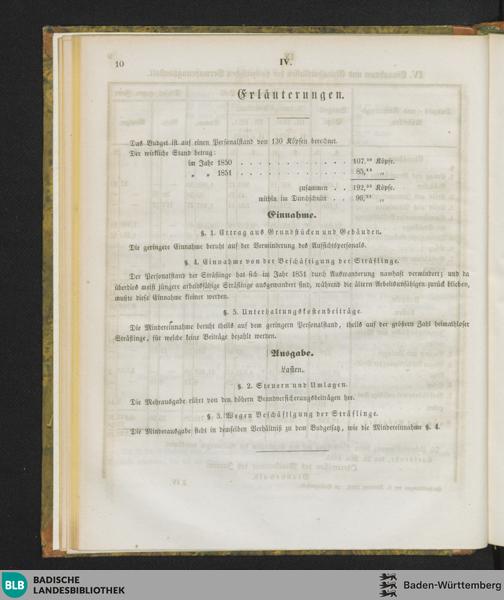 10
IV.
Erläuterungen.
Das Budget ist auf einen Personalstand von 130 Köpfen berechnet.
Der wirkliche Stand betrug:
im Jahr 1850 . . . . . . . . . . . . 107, Köpfe.
„ „ 1851 . . . . . . . . . . . . 85, „
zusammen . . 192, Köpfe.
mithin im Durchschnitt . . 96, „
Einnahme.
§. 1. Ertrag aus Grundstücken und Gebäuden.
Die geringere Einnahme beruht auf der Verminderung des Aufsichtspersonals.
§. 4. Einnahme von der Beschäftigung der Sträflinge.
Der Personalstand der Sträflinge hat sich im Jahr 1851 durch Auswanderung namhaft vermindert; und da
überdies meist jüngere arbeitsfähige Sträflinge ausgewandert sind, während die ältern Arbeitsunfähigen zurück blieben,
mußte diese Einnahme kleiner werden.
§. 5. Unterhaltungskostenbeiträge.
Die Mindereinnahme beruht theils auf dem geringern Personalstand, theils auf der größern Zahl heimathloser
Sträflinge, für welche keine Beiträge bezahlt werden.
Ausgabe.
Lasten.
§. 2. Steuern und Umlagen.
Die Mehrausgabe rührt von den höhern Brandversicherungsbeiträgen her.
§. 3. Wegen Beschäftigung der Sträflinge.
Die Minderausgabe steht in demselben Verhältniß zu dem Budgetsatz, wie die Mindereinnahme §. 4.
BLB
BADISCHE
LANDESBIBLIOTHEK
Baden-Württemberg